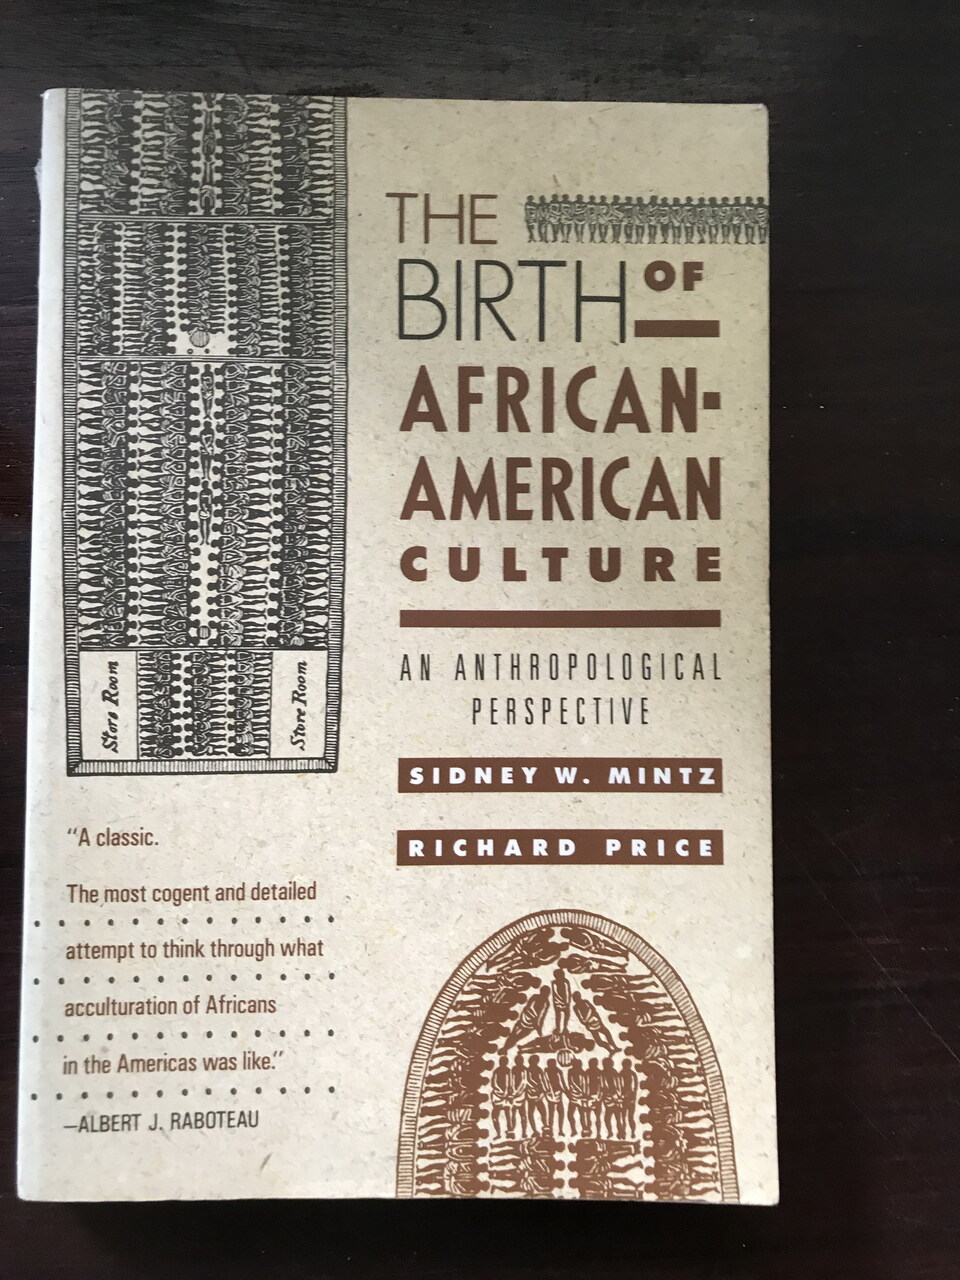 THE
BIRTH OF
AFRICAN-
AMERICAN
CULTURE
AN ANTHROPOLOGICAL
PERSPECTIVE
SIDNEY W. MINTZ
RICHARD PRICE
Store Room
Store Room
"A classic.
The most cogent and detailed
attempt to think through what
acculturation of Africans
in the Americas was like."
—ALBERT J. RABOTEAU